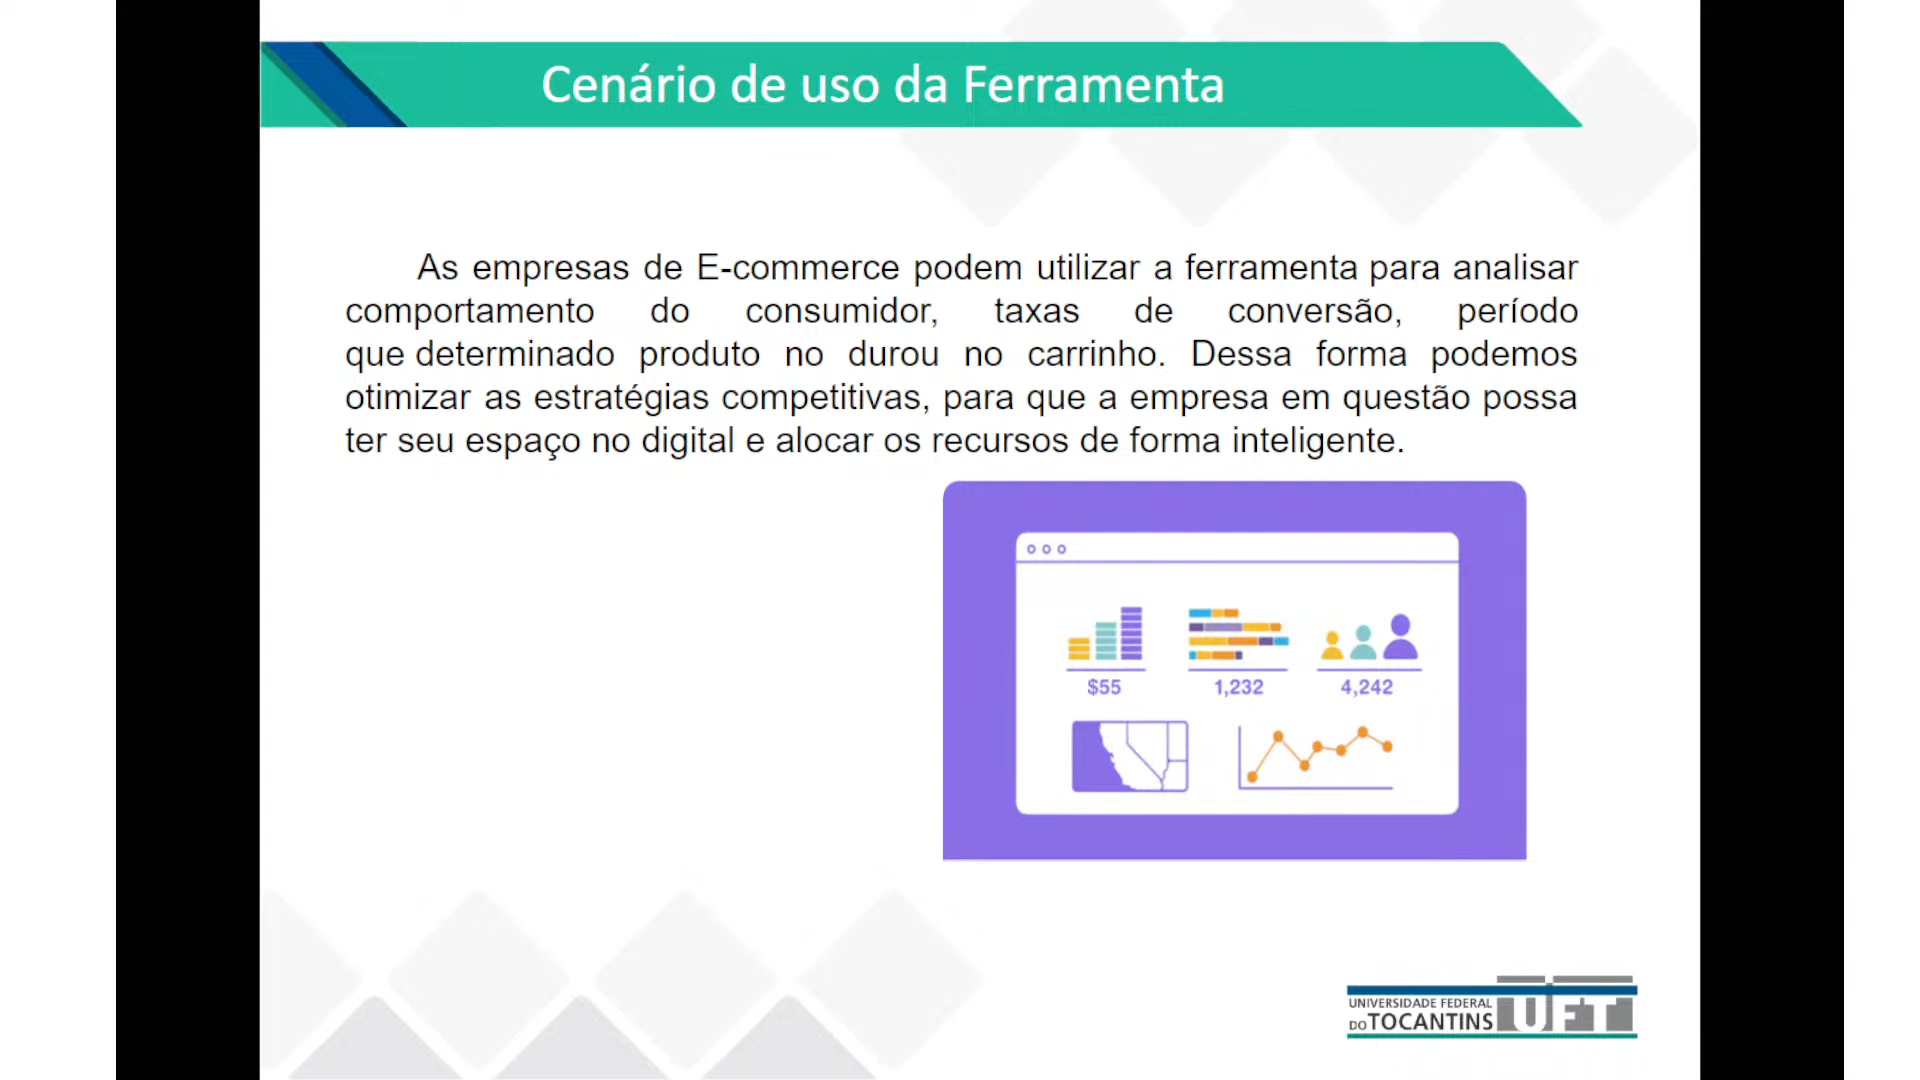 Cenário de uso da Ferramenta
As empresas de E-commerce podem utilizar a ferramenta para analisar
comportamento do consumidor, taxas de conversão, período
que determinado produto no durou no carrinho. Dessa forma podemos
otimizar as estratégias competitivas, para que a empresa em questão possa
ter seu espaço no digital e alocar os recursos de forma inteligente.
$55 1,232 4,242
UNIVERSIDADE FEDERAL
DO TOCANTINS
UFT